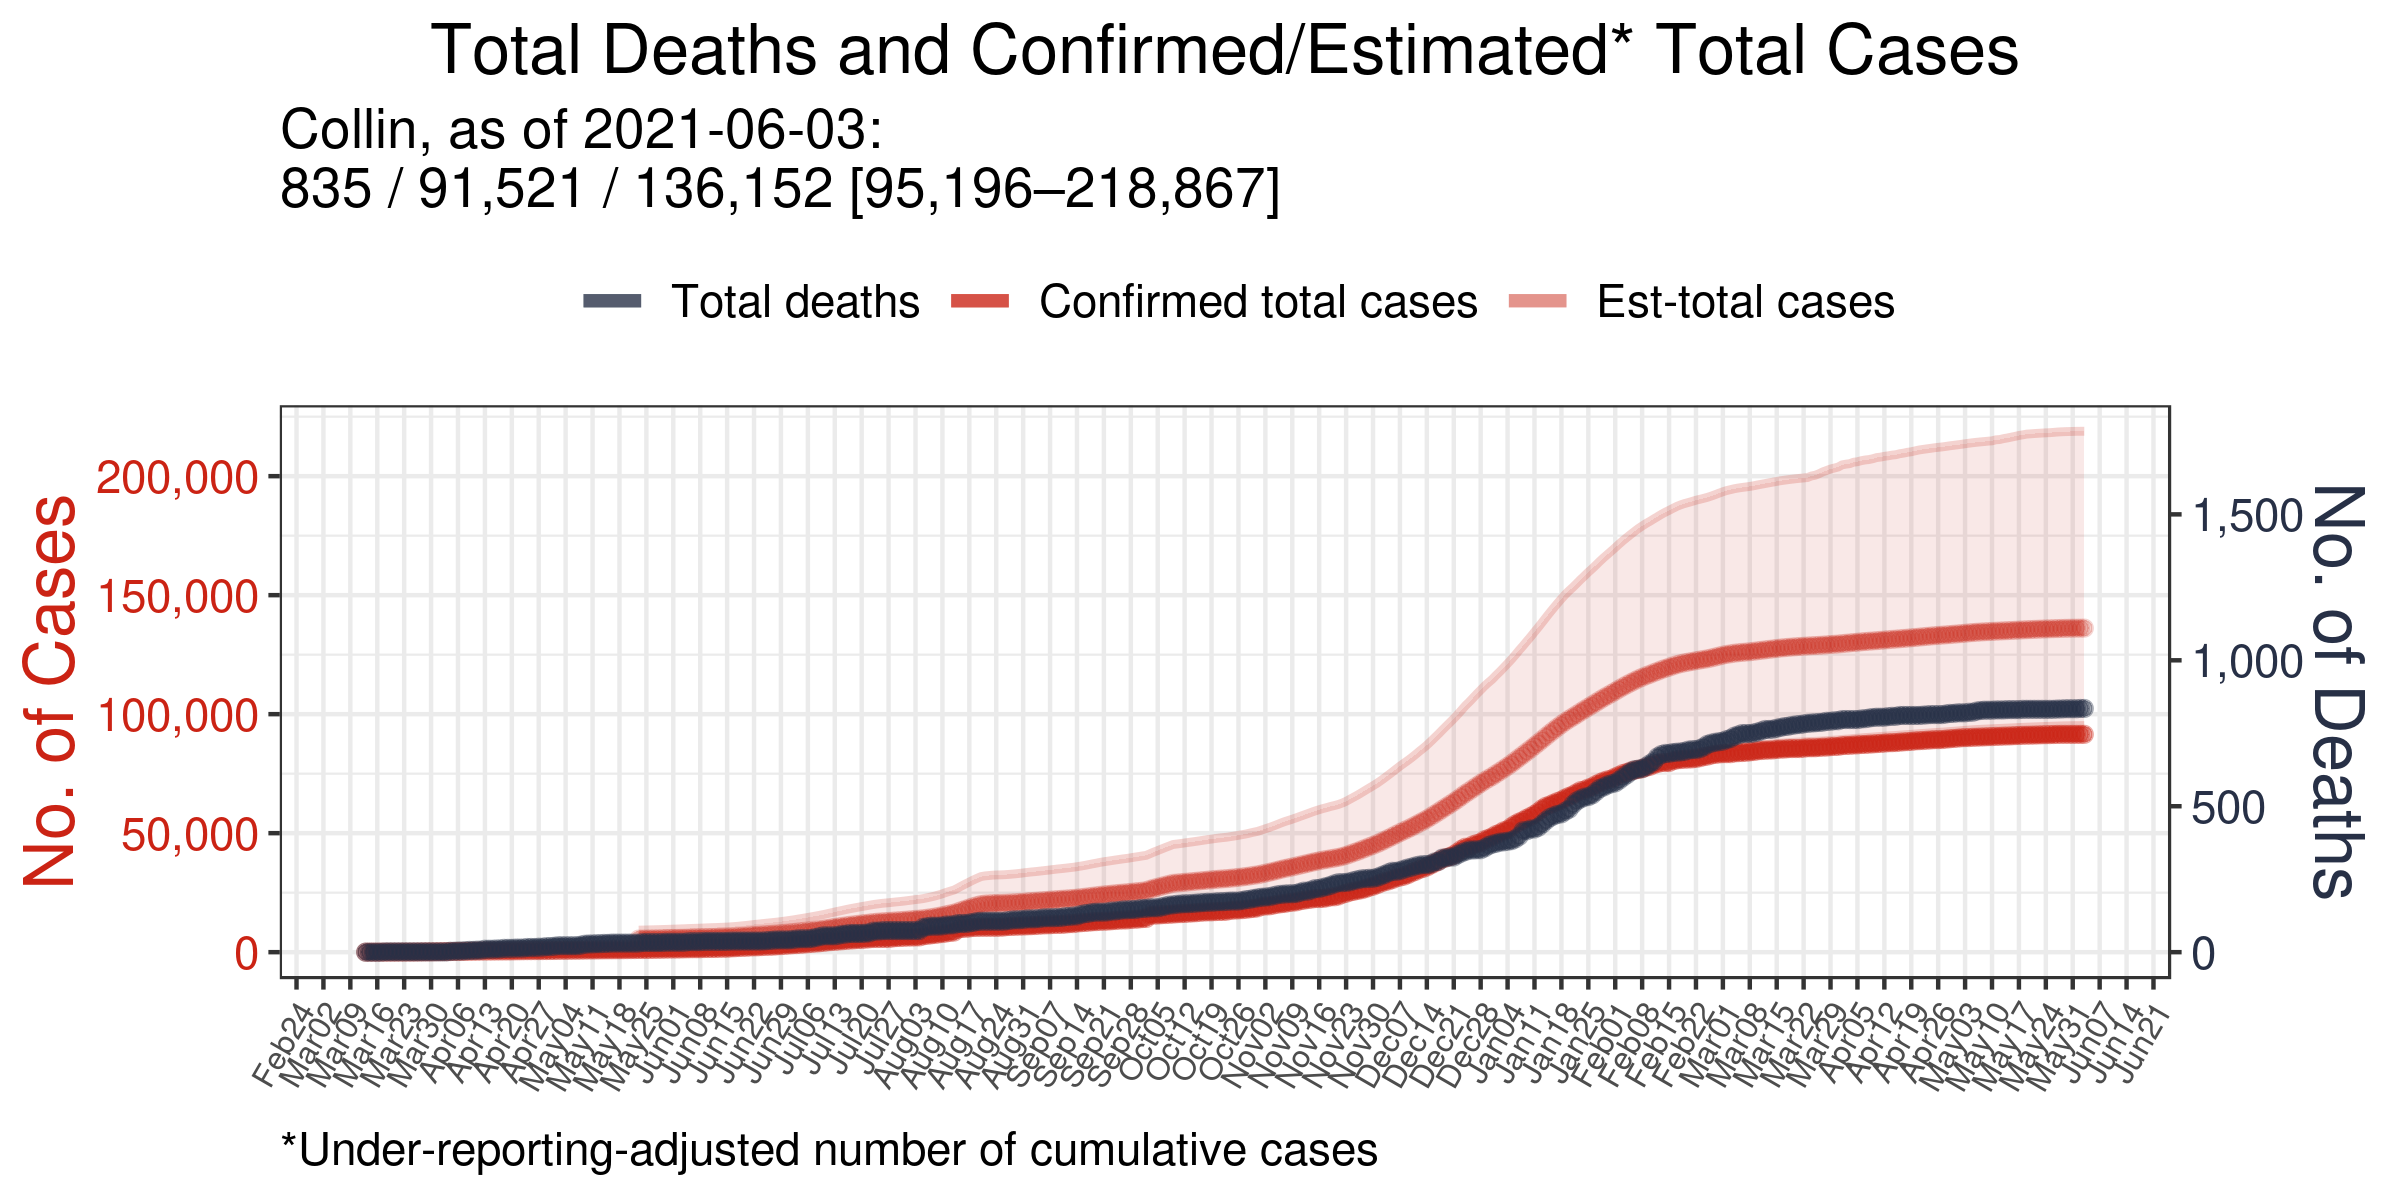 Total Deaths and Confirmed/Estimated* Total Cases
Collin, as of 2021-06-03:
835 / 91,521 / 136,152 [95,196–218,867]
Total deaths
Confirmed total cases
Est-total cases
No. of Cases
200,000
150,000
100,000
50,000
0
1,500
1,000
500
0
No. of Deaths
Feb24
Mar02
Mar09
Mar16
Mar23
Mar30
Apr06
Apr13
Apr20
Apr27
May04
May11
May18
May25
Jun01
Jun08
Jun15
Jun22
Jun29
Jul06
Jul13
Jul20
Jul27
Aug03
Aug10
Aug17
Aug24
Aug31
Sep07
Sep14
Sep21
Sep28
Oct05
Oct12
Oct19
Oct26
Nov02
Nov09
Nov16
Nov23
Nov30
Dec07
Dec14
Dec21
Dec28
Jan04
Jan11
Jan18
Jan25
Feb01
Feb08
Feb15
Feb22
Mar01
Mar08
Mar15
Mar22
Mar29
Apr05
Apr12
Apr19
Apr26
May03
May10
May17
May24
May31
Jun07
Jun14
Jun21
*Under-reporting-adjusted number of cumulative cases